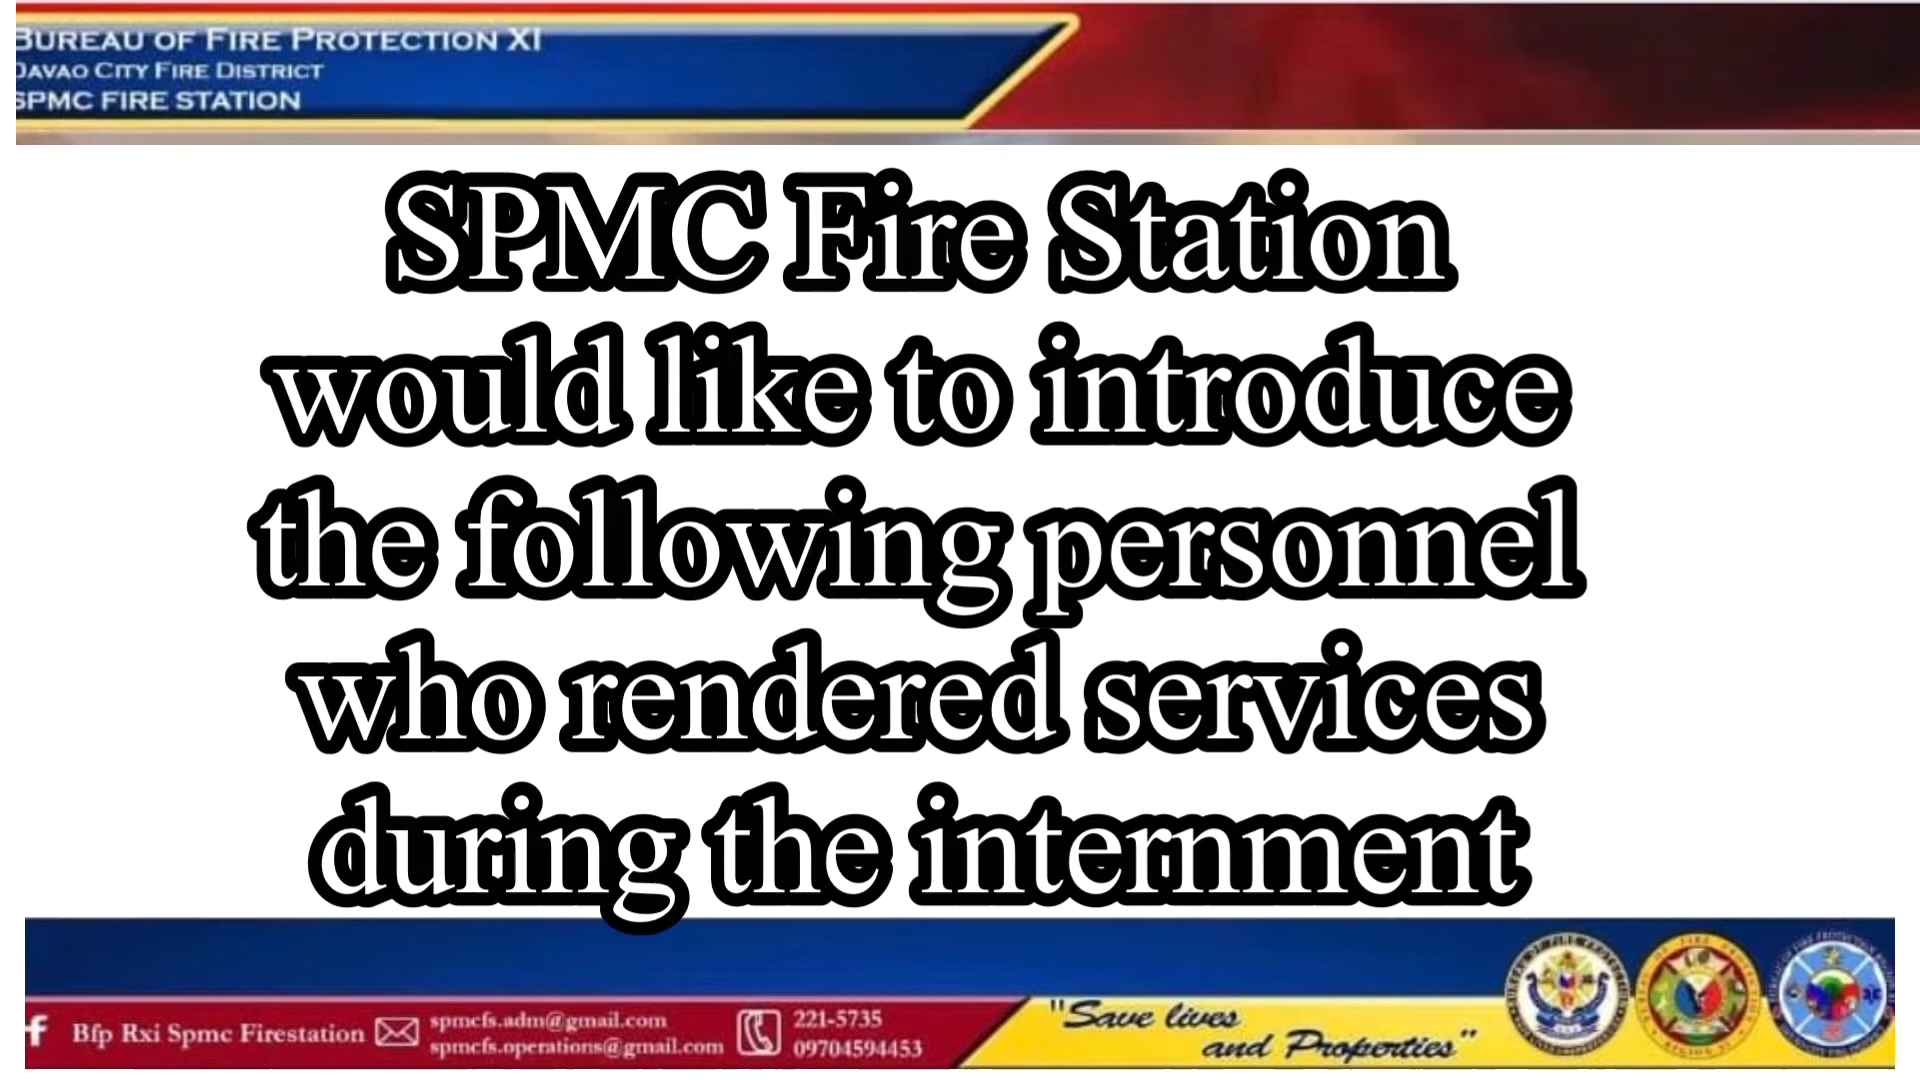 BUREAU OF FIRE PROTECTION XI
DAVAO CITY FIRE DISTRICT
SPMC FIRE STATION
SPMC Fire Station
would like to introduce
the following personnel
who rendered services
during the internment
Bfp Rxi Spmc Firestation
spmcfs.adm@gmail.com
spmcfs.operations@gmail.com
221-5735
09704594453
"Save lives
and Properties"